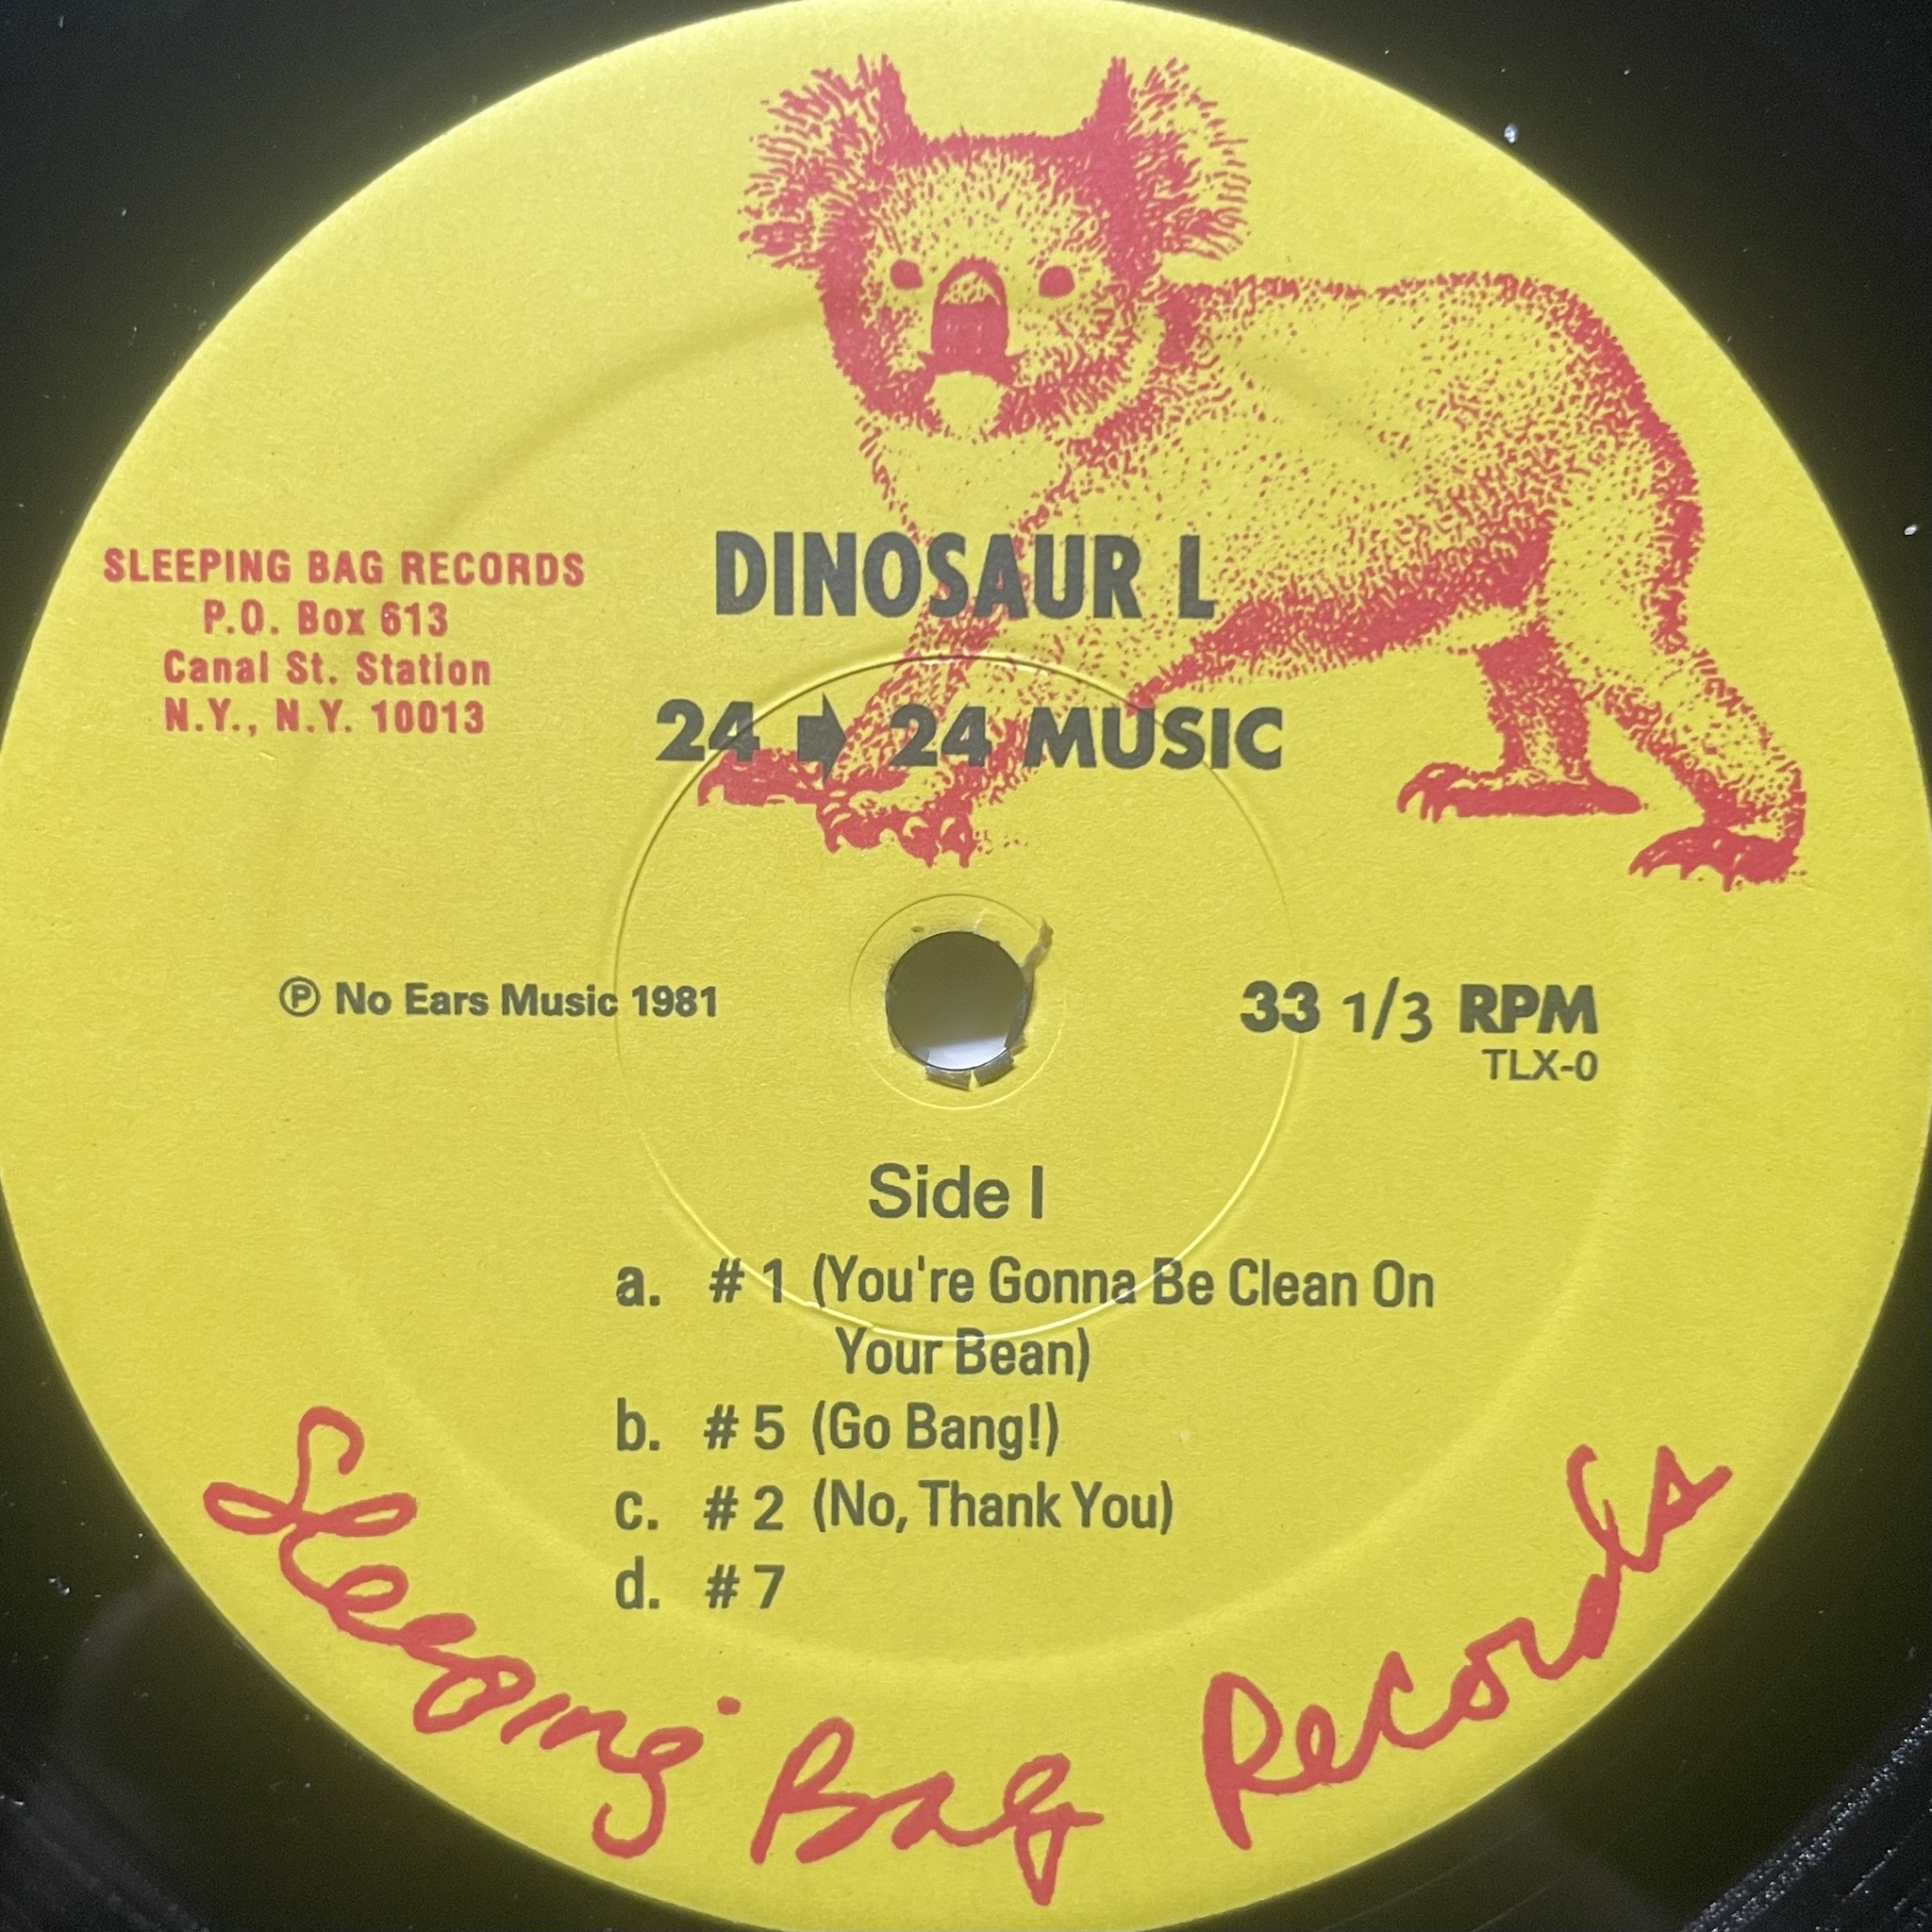 SLEEPING BAG RECORDS
P.O. Box 613
Canal St. Station
N.Y., N.Y. 10013
DINOSAUR L
24 ➡ 24 MUSIC
℗ No Ears Music 1981
33 1/3 RPM
TLX-0
Side I
a. # 1 (You're Gonna Be Clean On
Your Bean)
b. # 5 (Go Bang!)
c. # 2 (No, Thank You)
d. # 7
Sleeping Bag Records